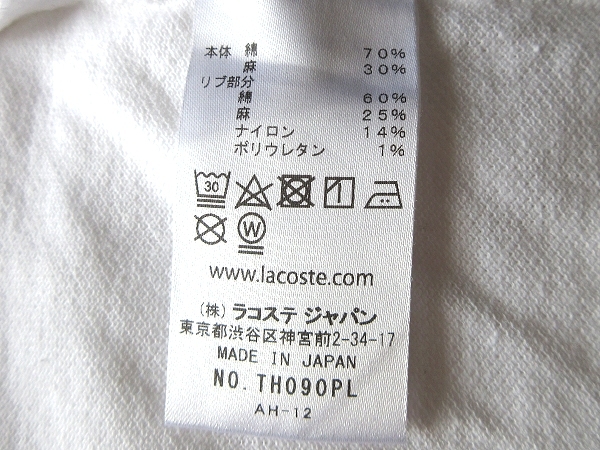 本体 綿 70%
麻 30%
リブ部分
綿 60%
麻 25%
ナイロン 14%
ポリウレタン 1%
30
W
www.lacoste.com
(株) ラコステ ジャパン
東京都渋谷区神宮前2-34-17
MADE IN JAPAN
NO. TH090PL
AH-12